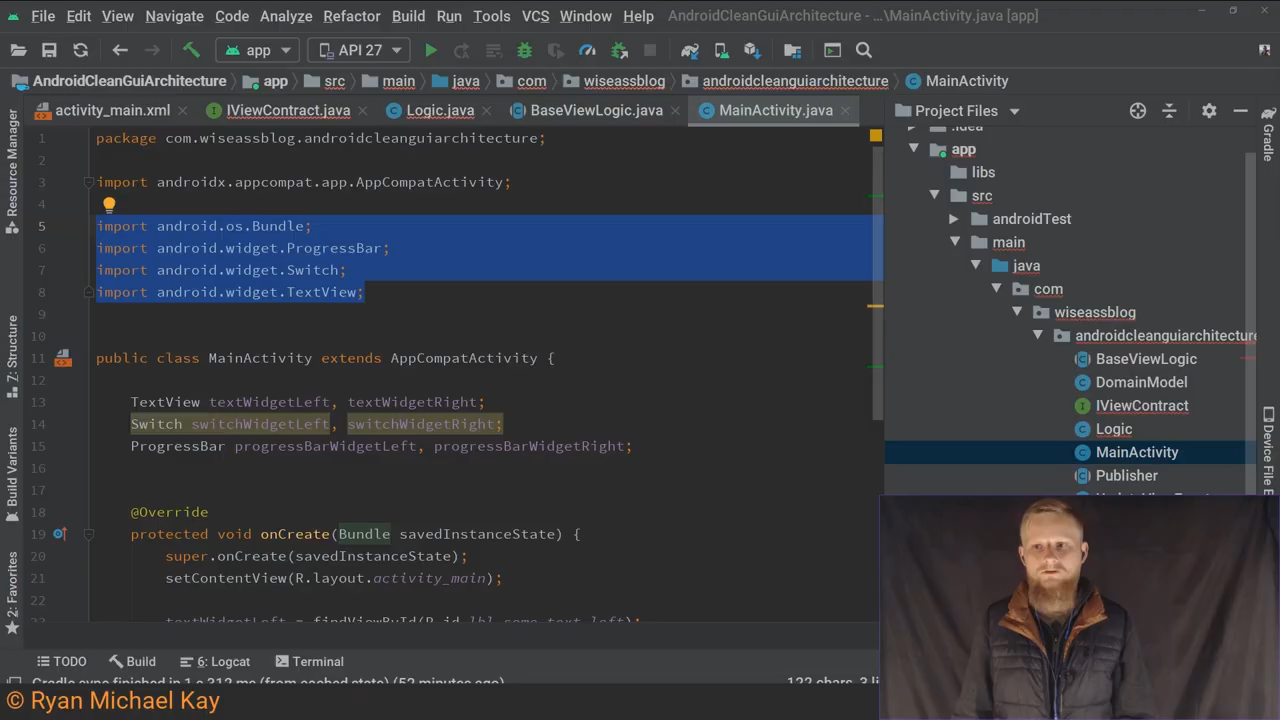 File Edit View Navigate Code Analyze Refactor Build Run Tools VCS Window Help AndroidCleanGuiArchitecture - ...\MainActivity.java [app]
app API 27
AndroidCleanGuiArchitecture app src main java com wiseassblog androidcleanguiarchitecture MainActivity
activity_main.xml IViewContract.java Logic.java BaseViewLogic.java MainActivity.java Project Files
Resource Manager
7: Structure
Build Variants
2: Favorites
1 package com.wiseassblog.androidcleanguiarchitecture;
2
3 import androidx.appcompat.app.AppCompatActivity;
4
5 import android.os.Bundle;
6 import android.widget.ProgressBar;
7 import android.widget.Switch;
8 import android.widget.TextView;
9
10
11 public class MainActivity extends AppCompatActivity {
12
13 TextView textWidgetLeft, textWidgetRight;
14 Switch switchWidgetLeft, switchWidgetRight;
15 ProgressBar progressBarWidgetLeft, progressBarWidgetRight;
16
17
18 @Override
19 protected void onCreate(Bundle savedInstanceState) {
20 super.onCreate(savedInstanceState);
21 setContentView(R.layout.activity_main);
22
textWidgetLeft = findViewById(R.id.lbl_some_text_left);
.idea
app
libs
src
androidTest
main
java
com
wiseassblog
androidcleanguiarchitecture
BaseViewLogic
DomainModel
IViewContract
Logic
MainActivity
Publisher
Gradle
Device File E
TODO Build 6: Logcat Terminal
Gradle sync finished in 1 s 312 ms (from cached state) (52 minutes ago) 122 chars, 3 li
© Ryan Michael Kay